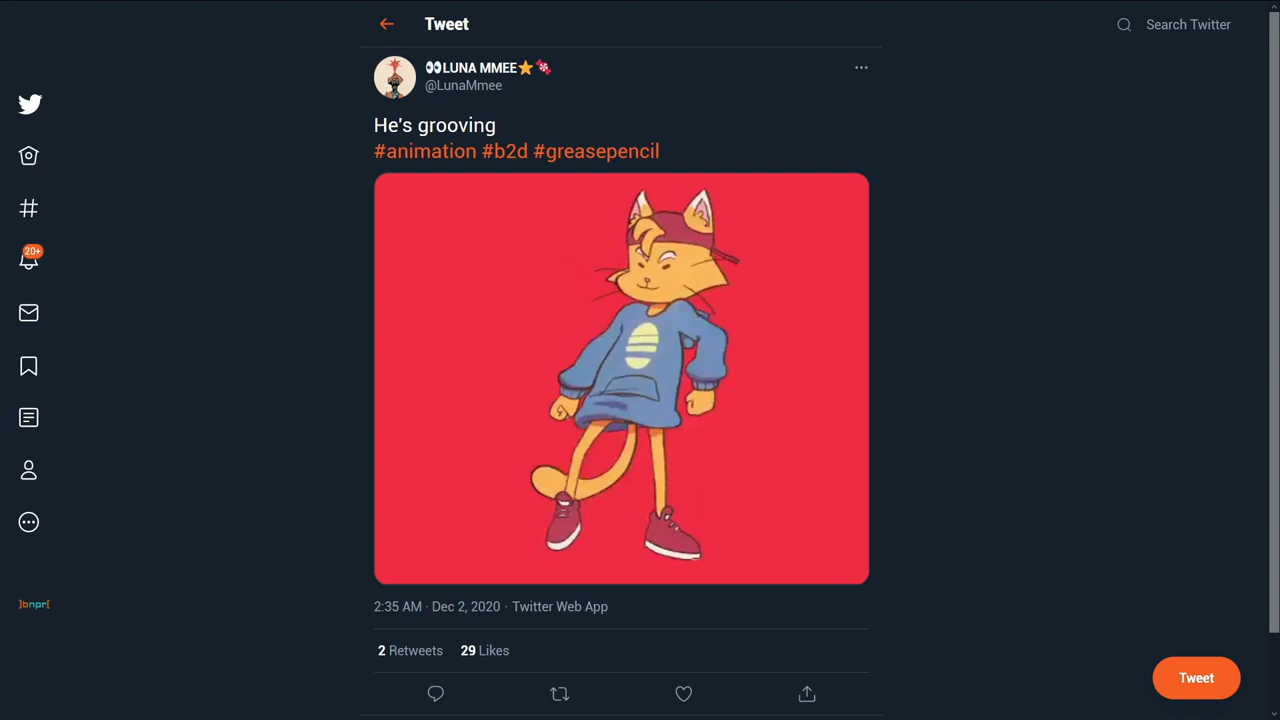 Tweet
Search Twitter
👀LUNA MMEE⭐🍬
@LunaMmee
He's grooving
#animation #b2d #greasepencil
20+
]bnpr[
2:35 AM · Dec 2, 2020 · Twitter Web App
2 Retweets 29 Likes
Tweet